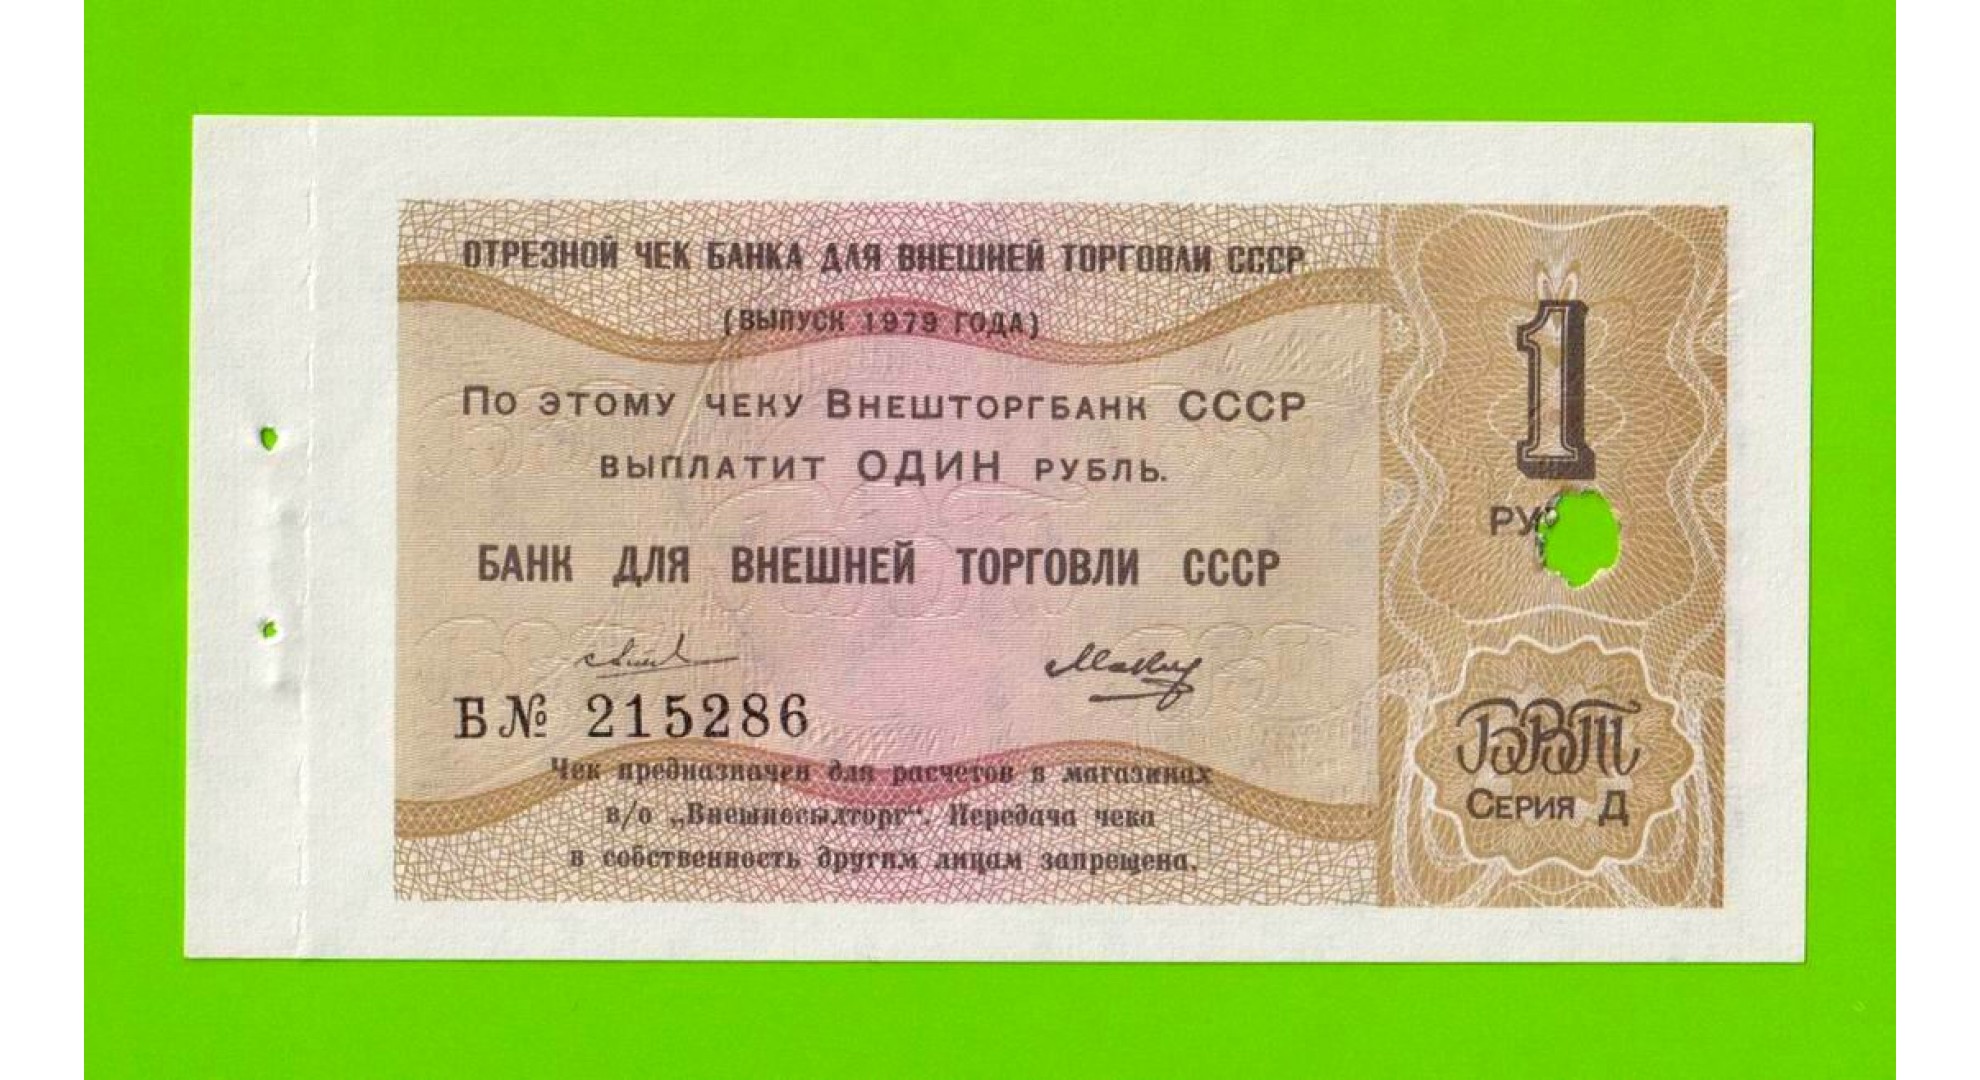 ОТРЕЗНОЙ ЧЕК БАНКА ДЛЯ ВНЕШНЕЙ ТОРГОВЛИ СССР
(ВЫПУСК 1979 ГОДА)
По этому чеку Внешторгбанк СССР
выплатит ОДИН рубль.
БАНК ДЛЯ ВНЕШНЕЙ ТОРГОВЛИ СССР
Б № 215286
Чек предназначен для расчетов в магазинах
в/о „Внешпосылторг“. Передача чека
в собственность другим лицам запрещена.
1
БВТ
Серия Д